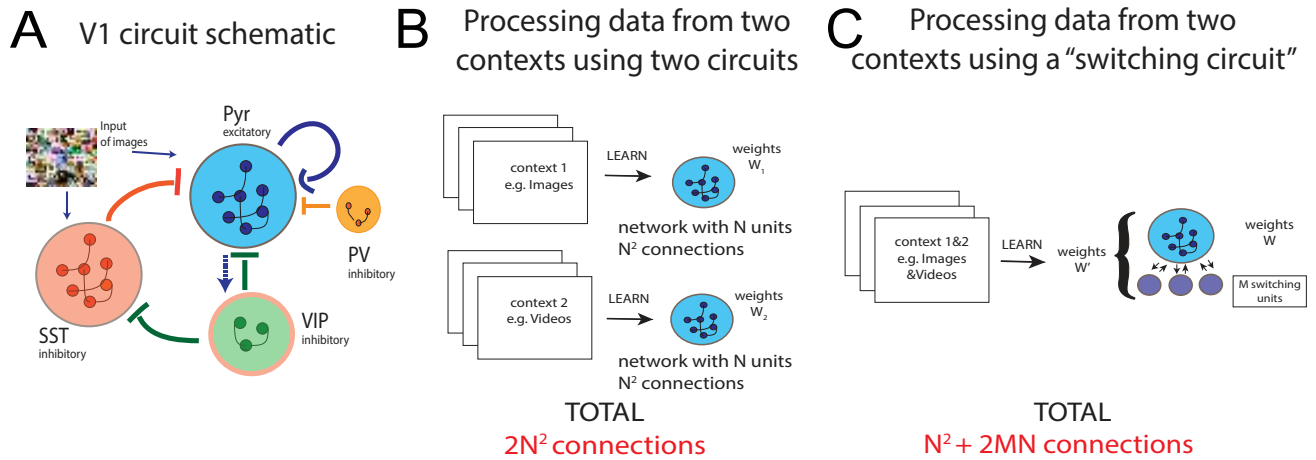 A
V1 circuit schematic
Input
of images
Pyr
excitatory
PV
inhibitory
SST
inhibitory
VIP
inhibitory
B
Processing data from two
contexts using two circuits
context 1
e.g. Images
LEARN
weights
W₁
network with N units
N² connections
context 2
e.g. Videos
LEARN
weights
W₂
network with N units
N² connections
TOTAL
2N² connections
C
Processing data from two
contexts using a “switching circuit”
context 1&2
e.g. Images
&Videos
LEARN
weights
W'
weights
W
M switching
units
TOTAL
N² + 2MN connections